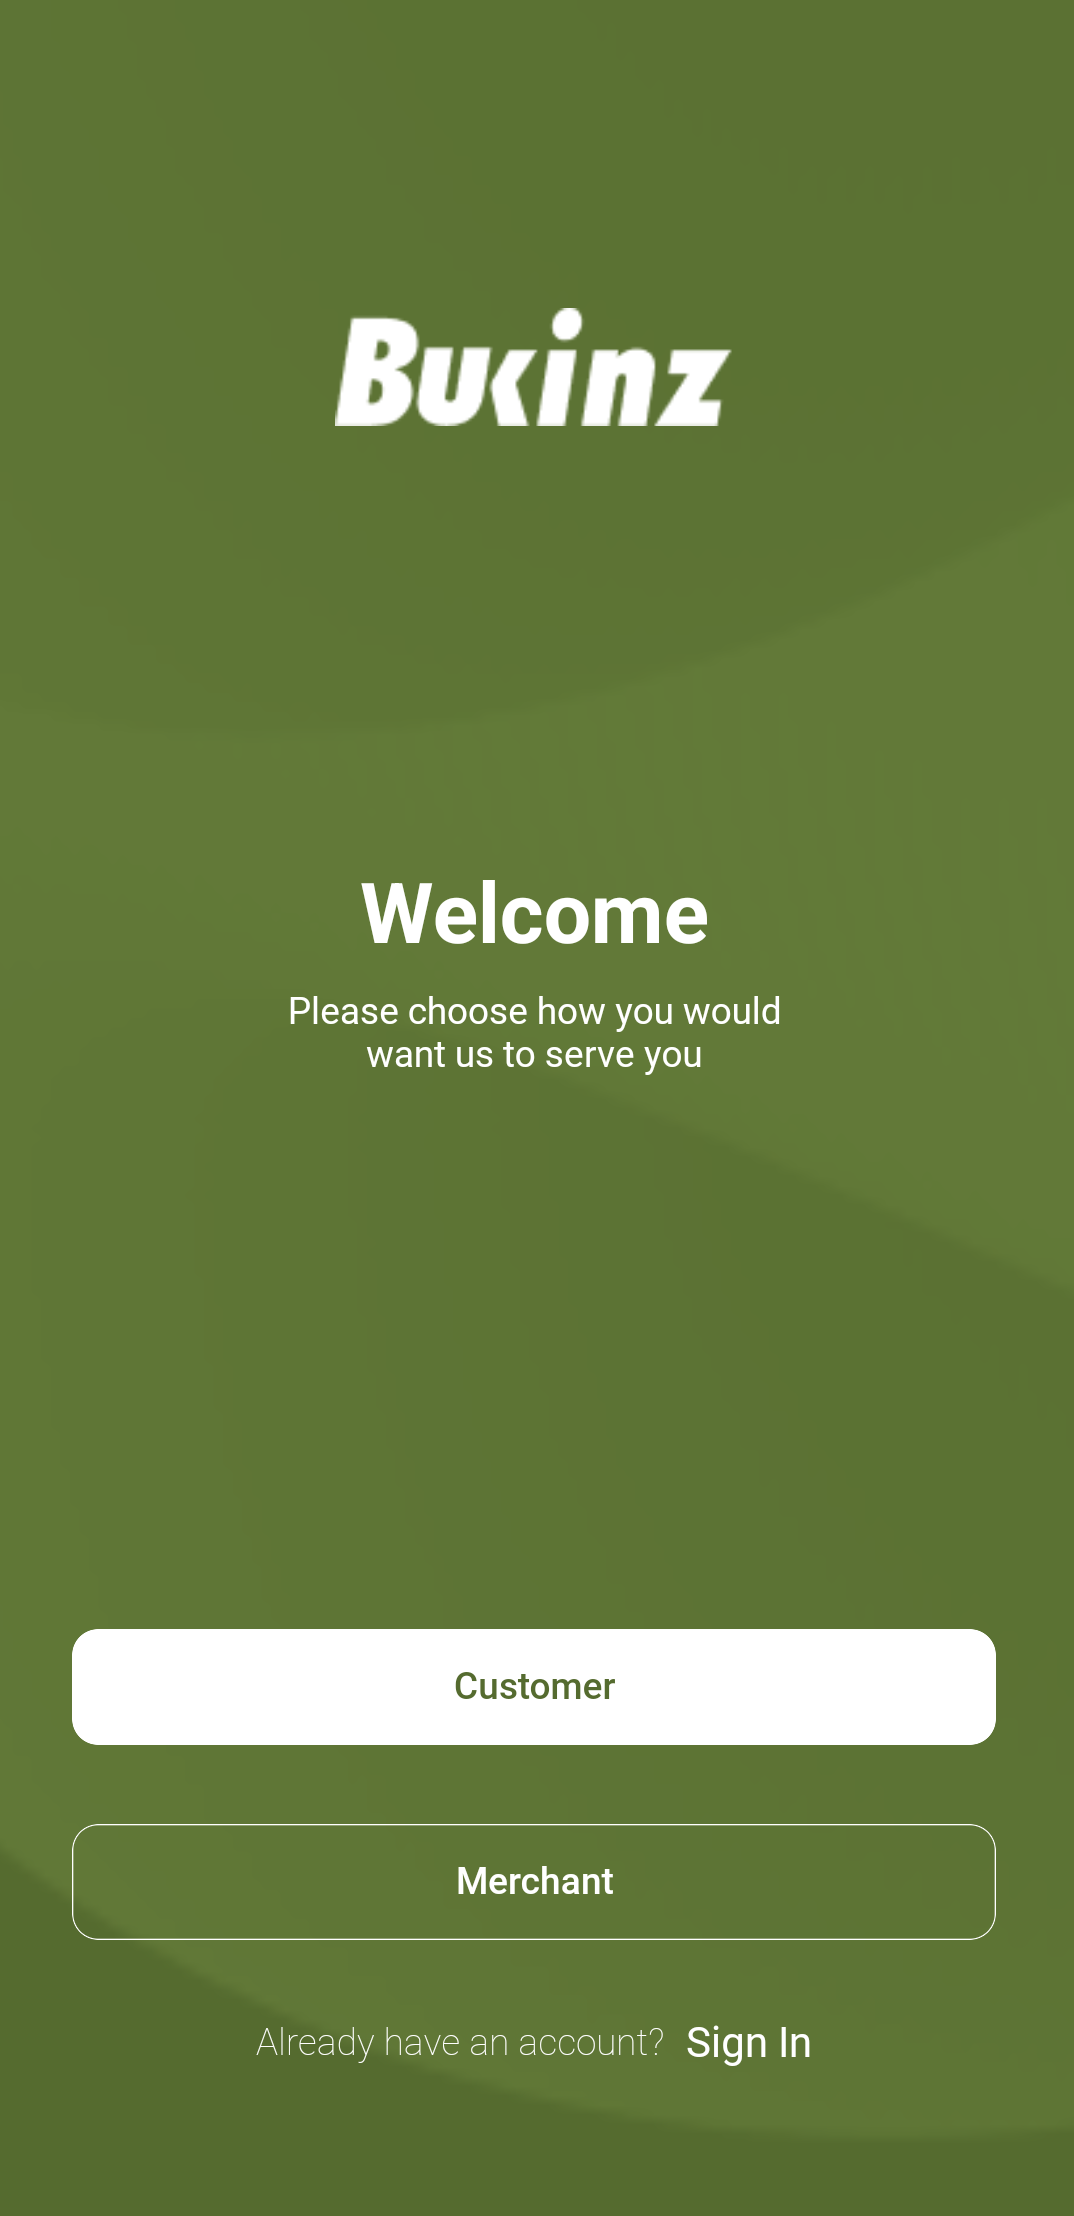 Bukinz
Welcome
Please choose how you would
want us to serve you
Customer
Merchant
Already have an account? Sign In